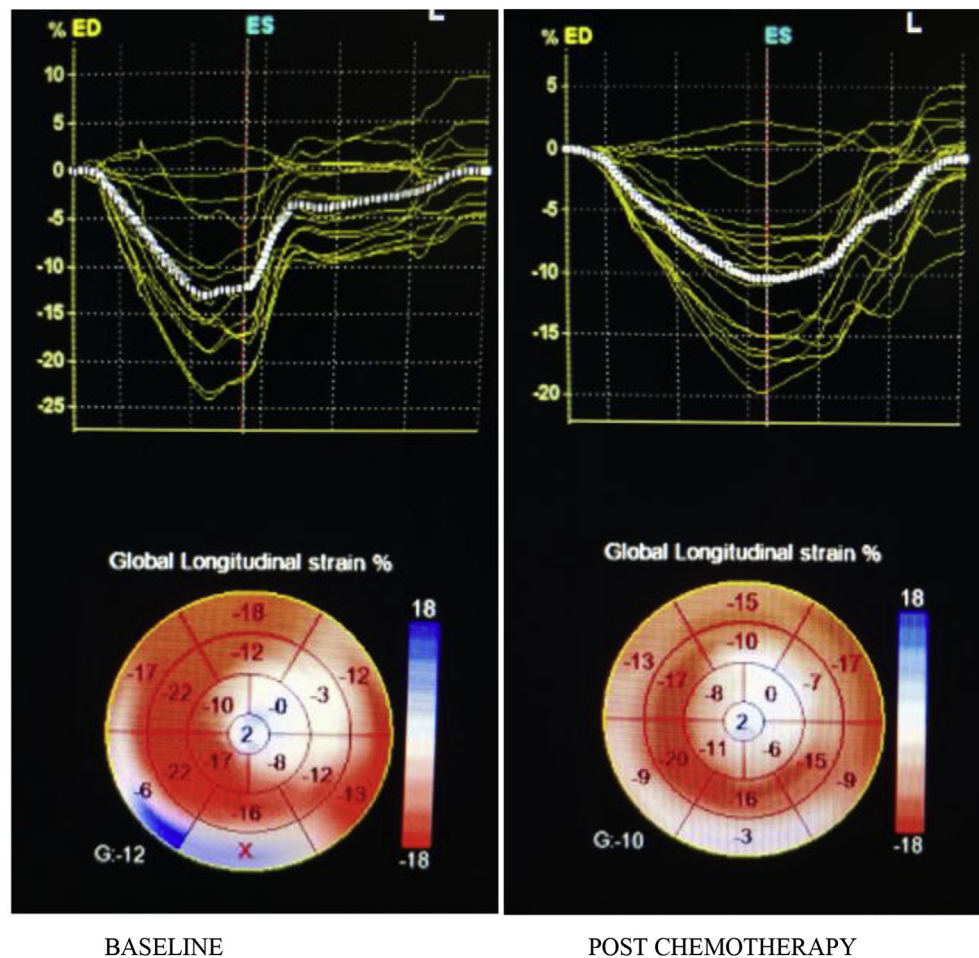 % ED ES L
10
5
0
-5
-10
-15
-20
-25
Global Longitudinal strain %
-18
-12
-17 -22 -10 -0 -3 -12
2
-6 -22 17 -8 -12 -13
-16
X
G:-12
18
-18
BASELINE
% ED ES L
5
0
-5
-10
-15
-20
Global Longitudinal strain %
-15
-10
-13 -17 -8 0 -7 -17
2
-9 -20 -11 -6 -15 -9
-16
-3
G:-10
18
-18
POST CHEMOTHERAPY